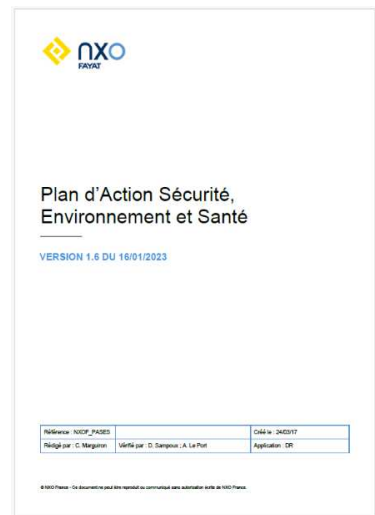 nxo
FAYAT
Plan d'Action Sécurité,
Environnement et Santé
VERSION 1.6 DU 16/01/2023
Référence : NXOF_PASES
Créé le : 24/03/17
Rédigé par : C. Marguiron
Vérifié par : D. Sampoux ; A. Le Port
Application : DR
© NXO France - Ce document ne peut être reproduit ou communiqué sans autorisation écrite de NXO France.